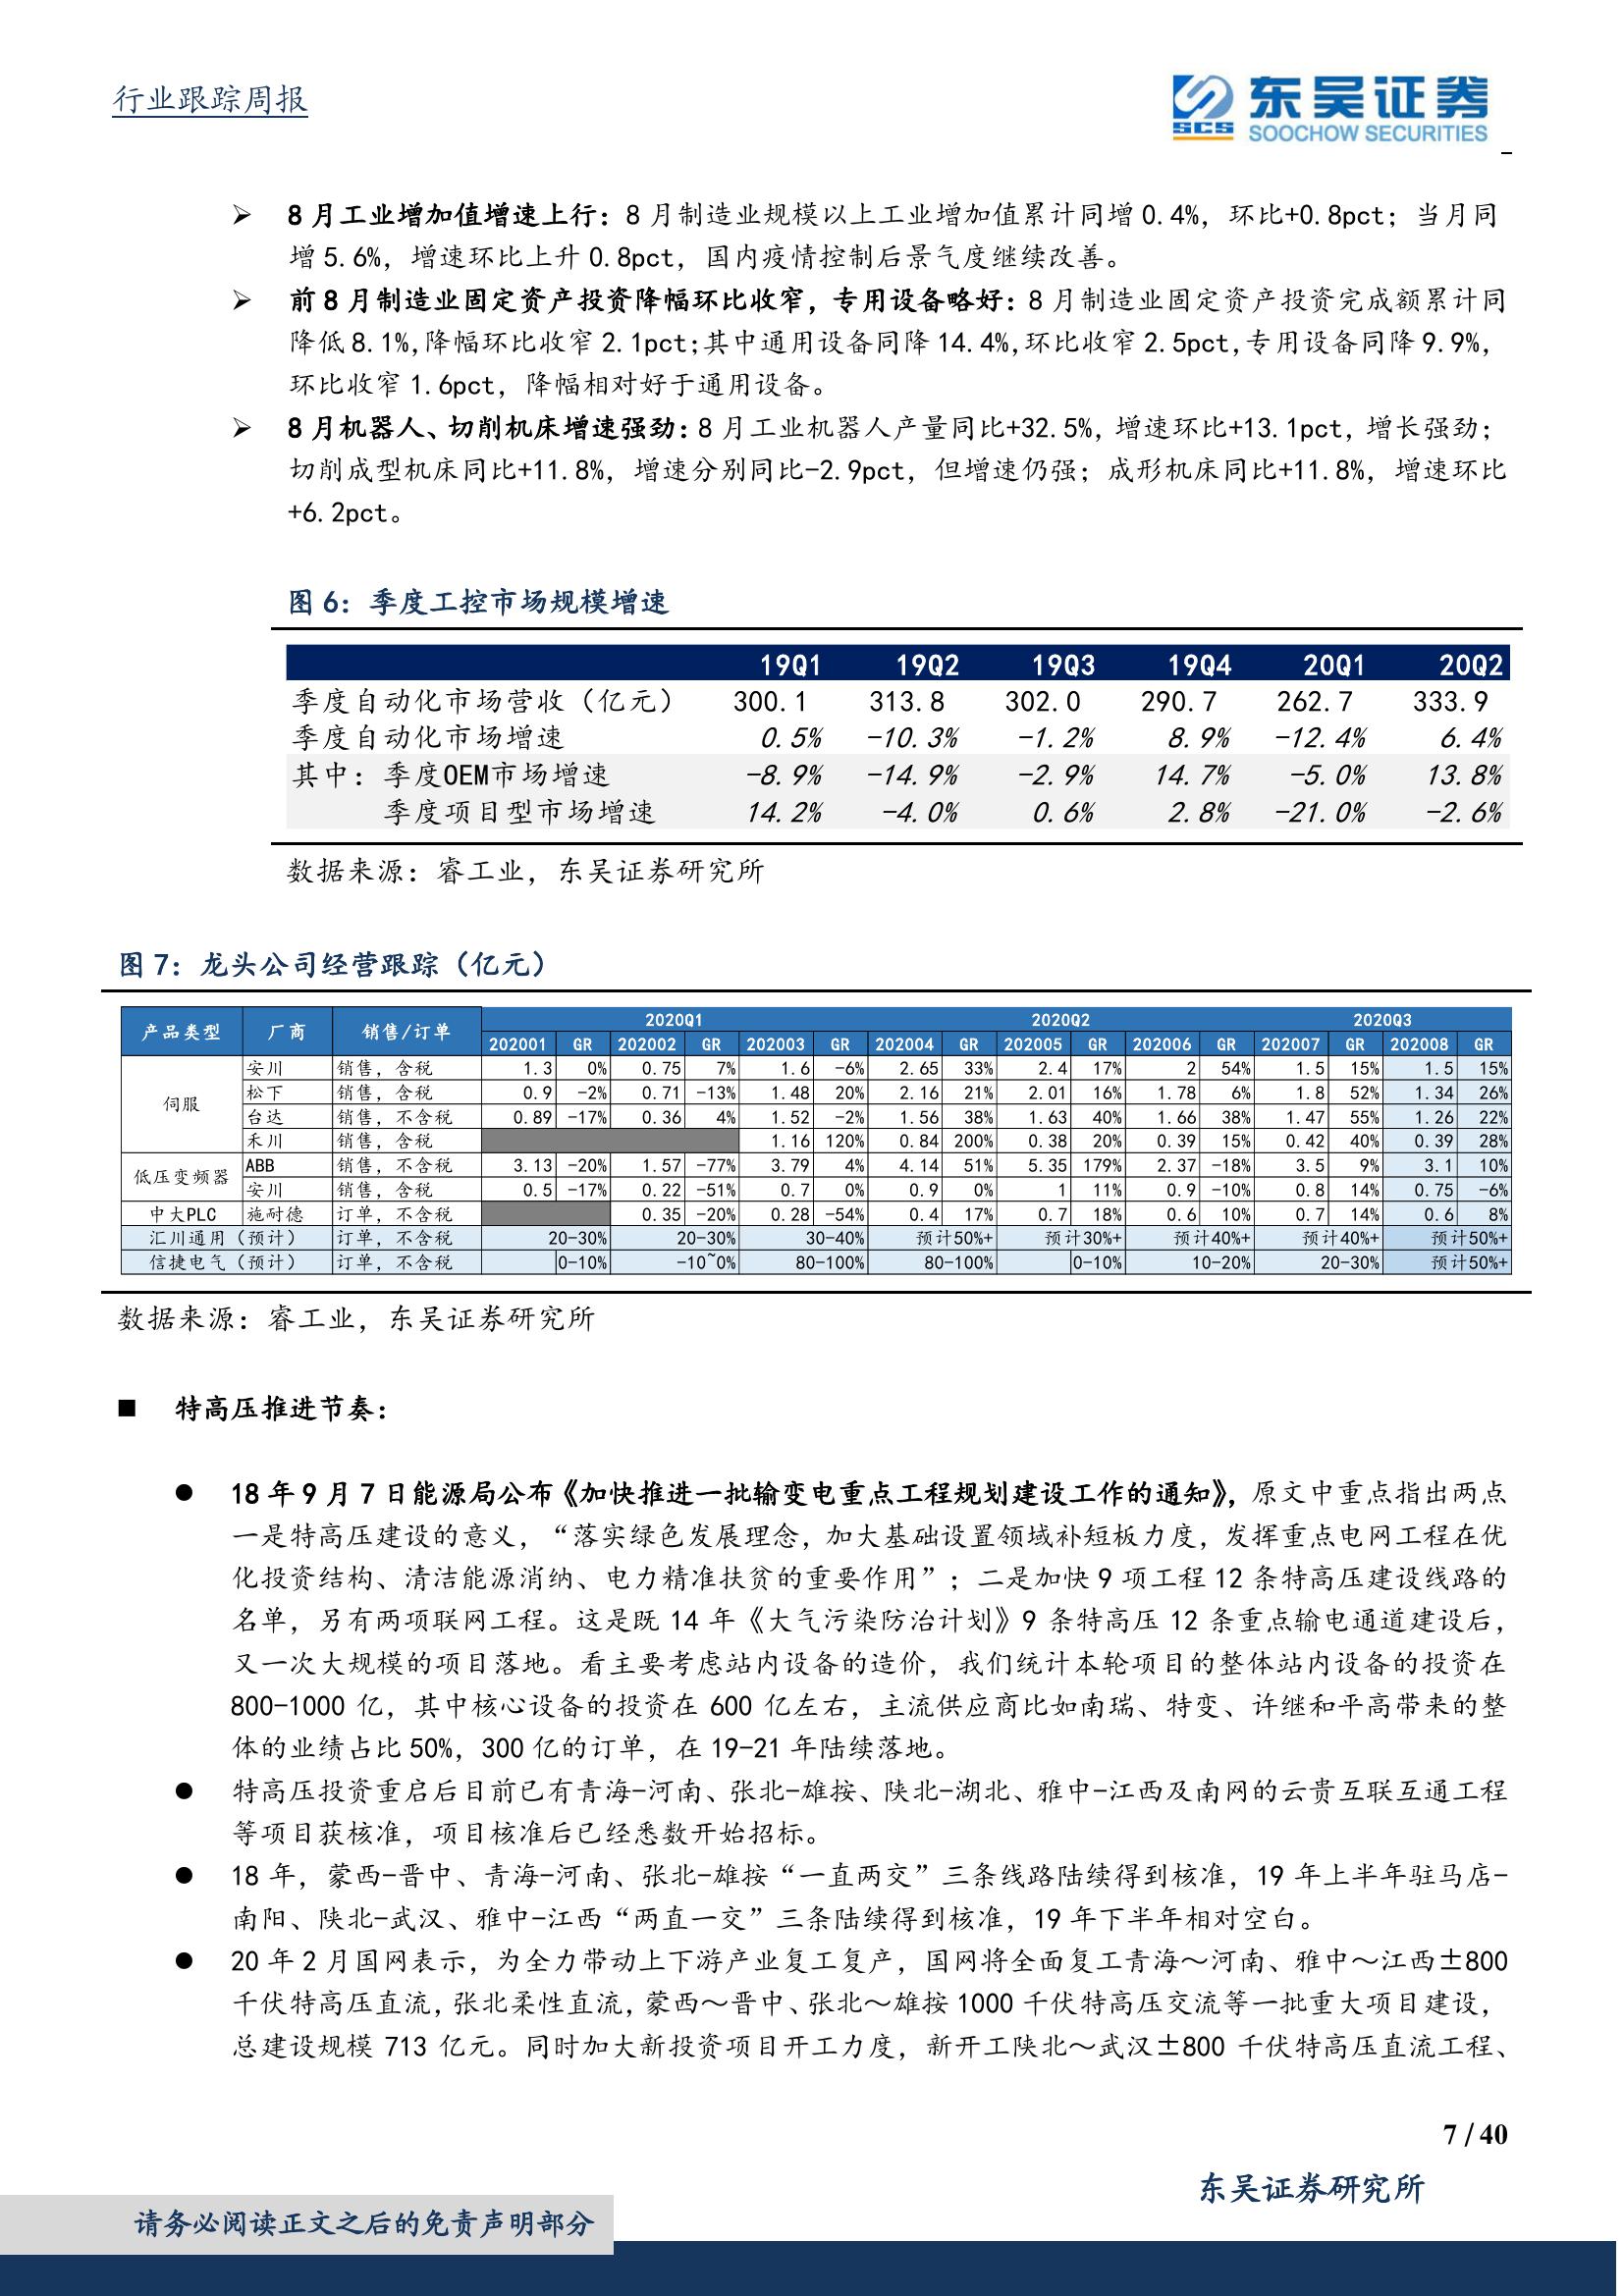 行业跟踪周报
东吴证券
SCS
SOOCHOW SECURITIES
➢ 8 月工业增加值增速上行：8 月制造业规模以上工业增加值累计同增 0.4%，环比+0.8pct；当月同
增 5.6%，增速环比上升 0.8pct，国内疫情控制后景气度继续改善。
➢ 前 8 月制造业固定资产投资降幅环比收窄，专用设备略好：8 月制造业固定资产投资完成额累计同
降低 8.1%,降幅环比收窄 2.1pct;其中通用设备同降 14.4%,环比收窄 2.5pct,专用设备同降 9.9%,
环比收窄 1.6pct，降幅相对好于通用设备。
➢ 8 月机器人、切削机床增速强劲：8 月工业机器人产量同比+32.5%，增速环比+13.1pct，增长强劲；
切削成型机床同比+11.8%，增速分别同比-2.9pct，但增速仍强；成形机床同比+11.8%，增速环比
+6.2pct。
图 6：季度工控市场规模增速
19Q1 19Q2 19Q3 19Q4 20Q1 20Q2
季度自动化市场营收（亿元） 300.1 313.8 302.0 290.7 262.7 333.9
季度自动化市场增速 0.5% -10.3% -1.2% 8.9% -12.4% 6.4%
其中：季度OEM市场增速 -8.9% -14.9% -2.9% 14.7% -5.0% 13.8%
季度项目型市场增速 14.2% -4.0% 0.6% 2.8% -21.0% -2.6%
数据来源：睿工业，东吴证券研究所
图 7：龙头公司经营跟踪（亿元）
产品类型 厂商 销售/订单 2020Q1 2020Q2 2020Q3
202001 GR 202002 GR 202003 GR 202004 GR 202005 GR 202006 GR 202007 GR 202008 GR
伺服 安川 销售，含税 1.3 0% 0.75 7% 1.6 -6% 2.65 33% 2.4 17% 2 54% 1.5 15% 1.5 15%
松下 销售，含税 0.9 -2% 0.71 -13% 1.48 20% 2.16 21% 2.01 16% 1.78 6% 1.8 52% 1.34 26%
台达 销售，不含税 0.89 -17% 0.36 4% 1.52 -2% 1.56 38% 1.63 40% 1.66 38% 1.47 55% 1.26 22%
禾川 销售，含税 1.16 120% 0.84 200% 0.38 20% 0.39 15% 0.42 40% 0.39 28%
低压变频器 ABB 销售，不含税 3.13 -20% 1.57 -77% 3.79 4% 4.14 51% 5.35 179% 2.37 -18% 3.5 9% 3.1 10%
安川 销售，含税 0.5 -17% 0.22 -51% 0.7 0% 0.9 0% 1 11% 0.9 -10% 0.8 14% 0.75 -6%
中大PLC 施耐德 订单，不含税 0.35 -20% 0.28 -54% 0.4 17% 0.7 18% 0.6 10% 0.7 14% 0.6 8%
汇川通用（预计） 订单，不含税 20-30% 20-30% 30-40% 预计50%+ 预计30%+ 预计40%+ 预计40%+ 预计50%+
信捷电气（预计） 订单，不含税 0-10% -10~0% 80-100% 80-100% 0-10% 10-20% 20-30% 预计50%+
数据来源：睿工业，东吴证券研究所
■ 特高压推进节奏：
● 18 年 9 月 7 日能源局公布《加快推进一批输变电重点工程规划建设工作的通知》，原文中重点指出两点
一是特高压建设的意义，“落实绿色发展理念，加大基础设置领域补短板力度，发挥重点电网工程在优
化投资结构、清洁能源消纳、电力精准扶贫的重要作用”；二是加快 9 项工程 12 条特高压建设线路的
名单，另有两项联网工程。这是既 14 年《大气污染防治计划》9 条特高压 12 条重点输电通道建设后，
又一次大规模的项目落地。看主要考虑站内设备的造价，我们统计本轮项目的整体站内设备的投资在
800-1000 亿，其中核心设备的投资在 600 亿左右，主流供应商比如南瑞、特变、许继和平高带来的整
体的业绩占比 50%，300 亿的订单，在 19-21 年陆续落地。
● 特高压投资重启后目前已有青海-河南、张北-雄按、陕北-湖北、雅中-江西及南网的云贵互联互通工程
等项目获核准，项目核准后已经悉数开始招标。
● 18 年，蒙西-晋中、青海-河南、张北-雄按“一直两交”三条线路陆续得到核准，19 年上半年驻马店-
南阳、陕北-武汉、雅中-江西“两直一交”三条陆续得到核准，19 年下半年相对空白。
● 20 年 2 月国网表示，为全力带动上下游产业复工复产，国网将全面复工青海～河南、雅中～江西±800
千伏特高压直流，张北柔性直流，蒙西～晋中、张北～雄按 1000 千伏特高压交流等一批重大项目建设，
总建设规模 713 亿元。同时加大新投资项目开工力度，新开工陕北～武汉±800 千伏特高压直流工程、
7 / 40
东吴证券研究所
请务必阅读正文之后的免责声明部分